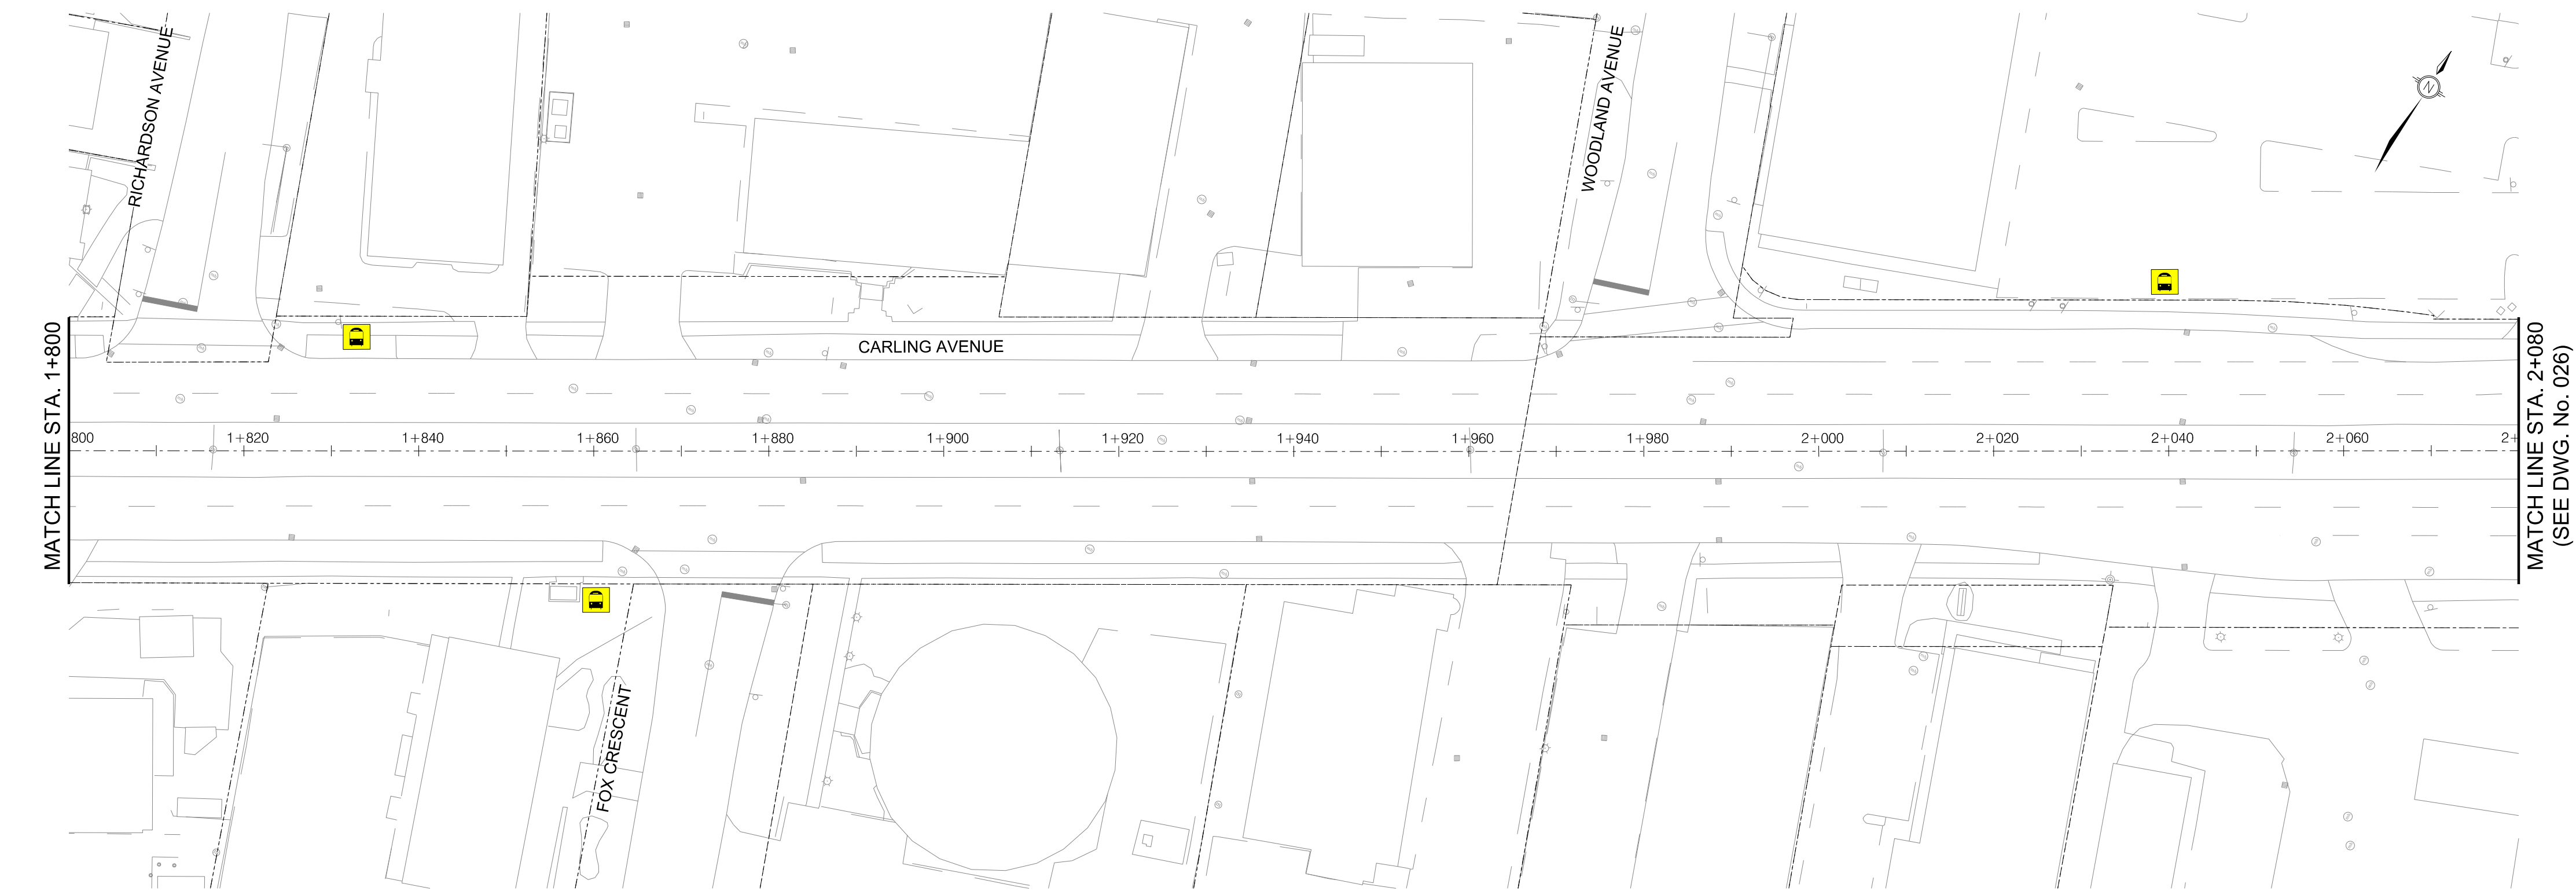 RICHARDSON AVENUE
WOODLAND AVENUE
N
CARLING AVENUE
MATCH LINE STA. 1+800
800
1+820
1+840
1+860
1+880
1+900
1+920
1+940
1+960
1+980
2+000
2+020
2+040
2+060
2+
MATCH LINE STA. 2+080
(SEE DWG. No. 026)
FOX CRESCENT